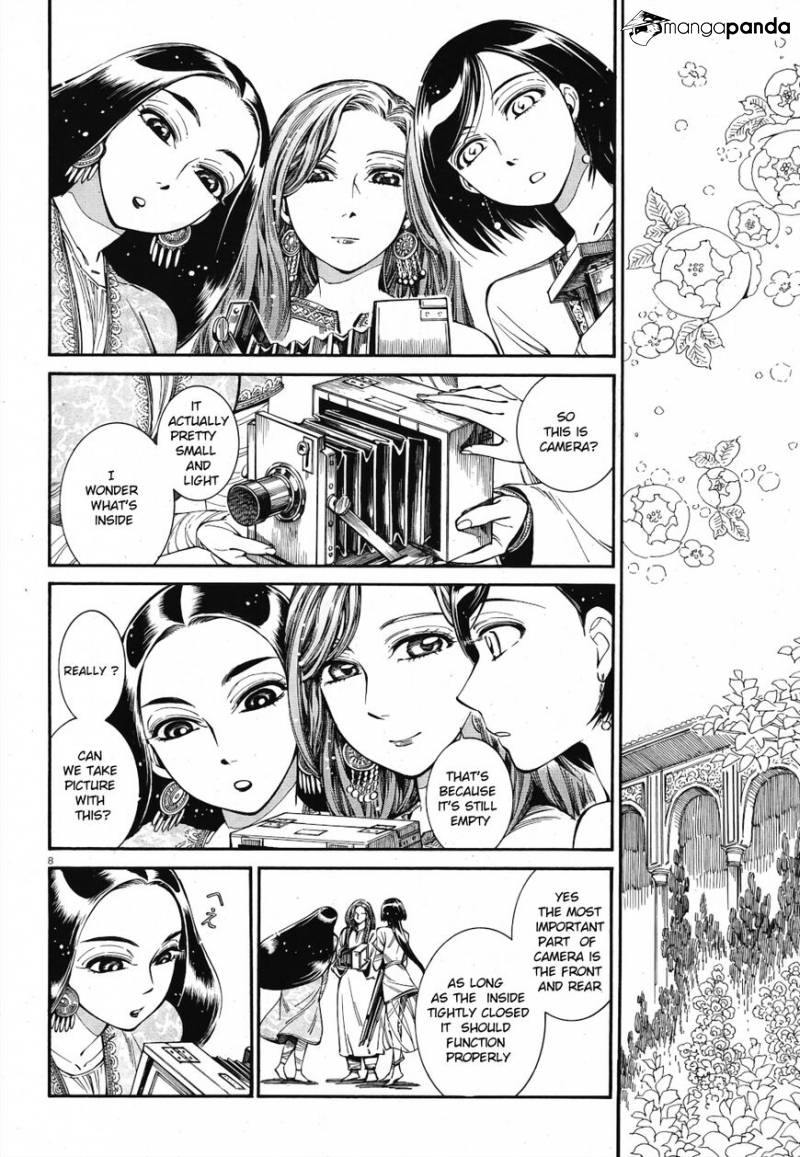 mangapanda
SO
THIS IS
CAMERA?
IT
ACTUALLY
PRETTY
SMALL
AND
LIGHT
I
WONDER
WHAT'S
INSIDE
THAT'S
BECAUSE
IT'S STILL
EMPTY
REALLY ?
CAN
WE TAKE
PICTURE
WITH
THIS?
YES
THE MOST
IMPORTANT
PART OF
CAMERA IS
THE FRONT
AND REAR
AS LONG
AS THE INSIDE
TIGHTLY CLOSED
IT SHOULD
FUNCTION
PROPERLY
へえ
8